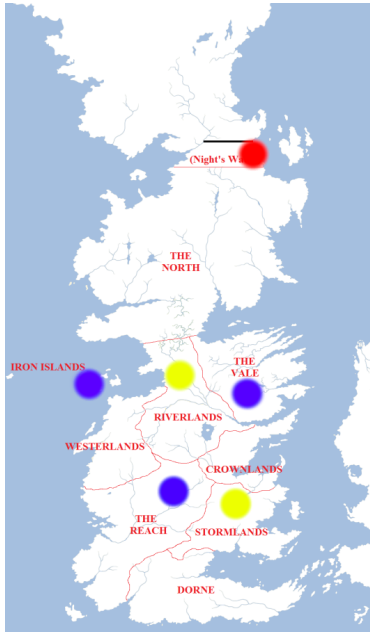 (Night's
THE
NORTH
IRON ISLANDS
THE
VALE
RIVERLANDS
WESTERLANDS
CROWNLANDS
THE
REACH
STORMLANDS
DORNE